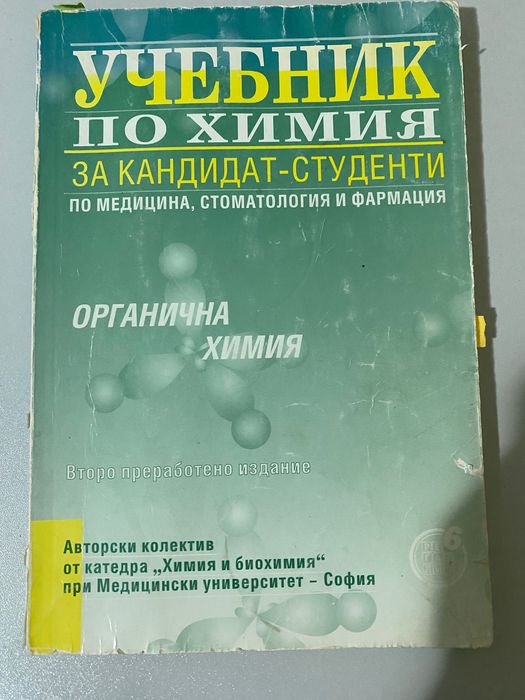 УЧЕБНИК
ПО ХИМИЯ
ЗА КАНДИДАТ-СТУДЕНТИ
ПО МЕДИЦИНА, СТОМАТОЛОГИЯ И ФАРМАЦИЯ
ОРГАНИЧНА
ХИМИЯ
Второ преработено издание
Авторски колектив
от катедра „Химия и биохимия“
при Медицински университет – София
6